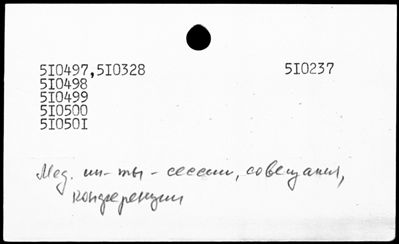 5I0497,5I0328 5I0237
5I0498
5I0499
5I0500
5I050I
Мед. ин-ты - сессии, совещания,
конференции